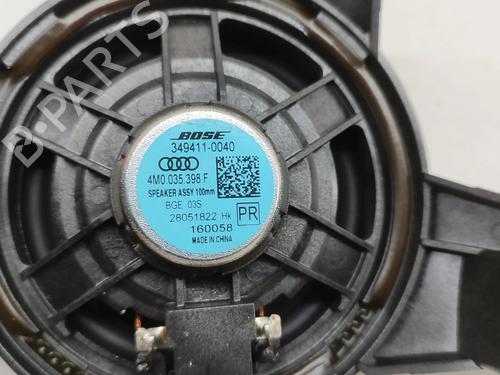 B-PARTS
BOSE
349411-0040
4M0 035 398 F
SPEAKER ASSY 100mm
BGE 03S
28051822 Hk
PR
160058
MADE IN CHINA